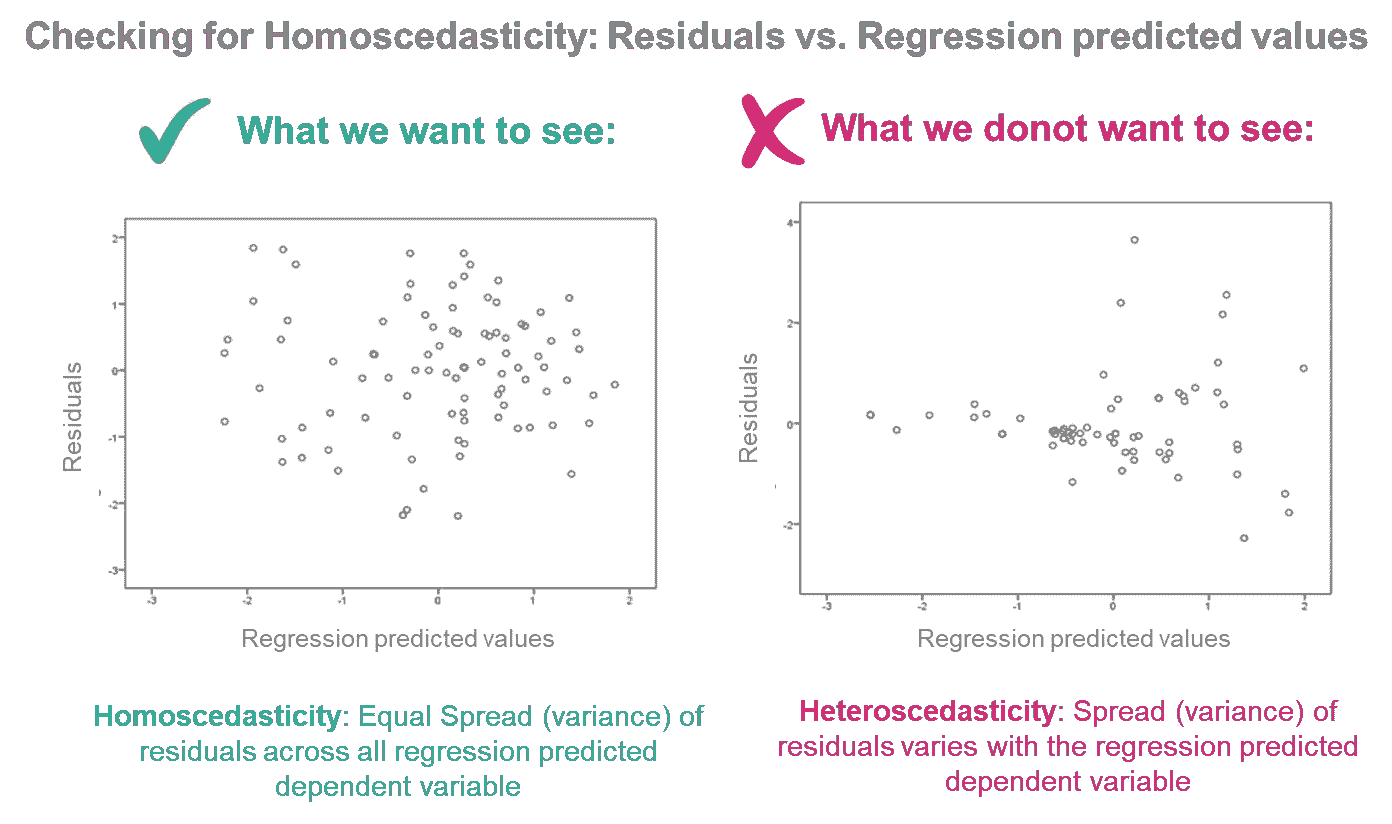 Checking for Homoscedasticity: Residuals vs. Regression predicted values
What we want to see:
What we donot want to see:
2
1
0
-1
-2
-3
Residuals
-3
-2
-1
0
1
2
Regression predicted values
4
2
0
-2
Residuals
-3
-2
-1
0
1
2
Regression predicted values
Homoscedasticity: Equal Spread (variance) of
residuals across all regression predicted
dependent variable
Heteroscedasticity: Spread (variance) of
residuals varies with the regression predicted
dependent variable